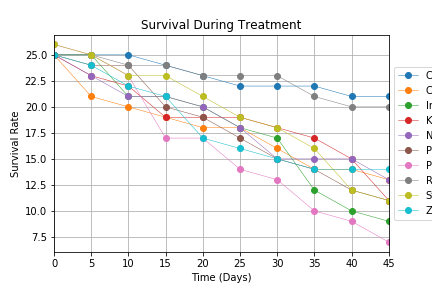 Survival During Treatment
25.0
22.5
20.0
17.5
15.0
12.5
10.0
7.5
Survival Rate
0 5 10 15 20 25 30 35 40 45
Time (Days)
C
C
K
N
P
P
R
S
Z